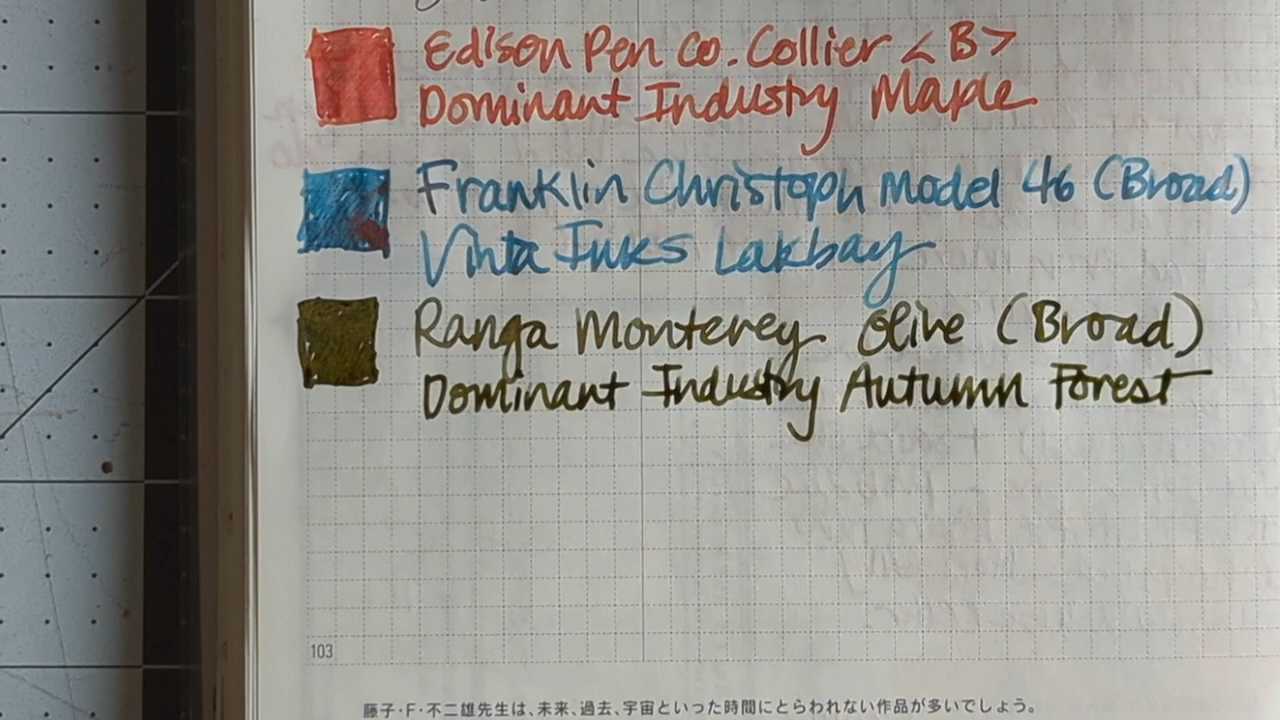 Edison Pen Co. Collier <B>
Dominant Industry Maple
Franklin Christoph Model 46 (Broad)
Vinta Inks Lakbay
Ranga Monterey Olive (Broad)
Dominant Industry Autumn Forest
103
藤子・F・不二雄先生は、未来、過去、宇宙といった時間にとらわれない作品が多いでしょう。